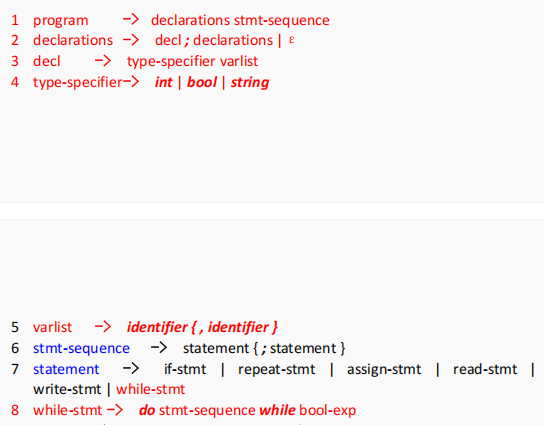 1 program –> declarations stmt-sequence
2 declarations –> decl ; declarations | ε
3 decl –> type-specifier varlist
4 type-specifier–> int | bool | string
5 varlist –> identifier { , identifier }
6 stmt-sequence –> statement { ; statement }
7 statement –> if-stmt | repeat-stmt | assign-stmt | read-stmt |
write-stmt | while-stmt
8 while-stmt –> do stmt-sequence while bool-exp